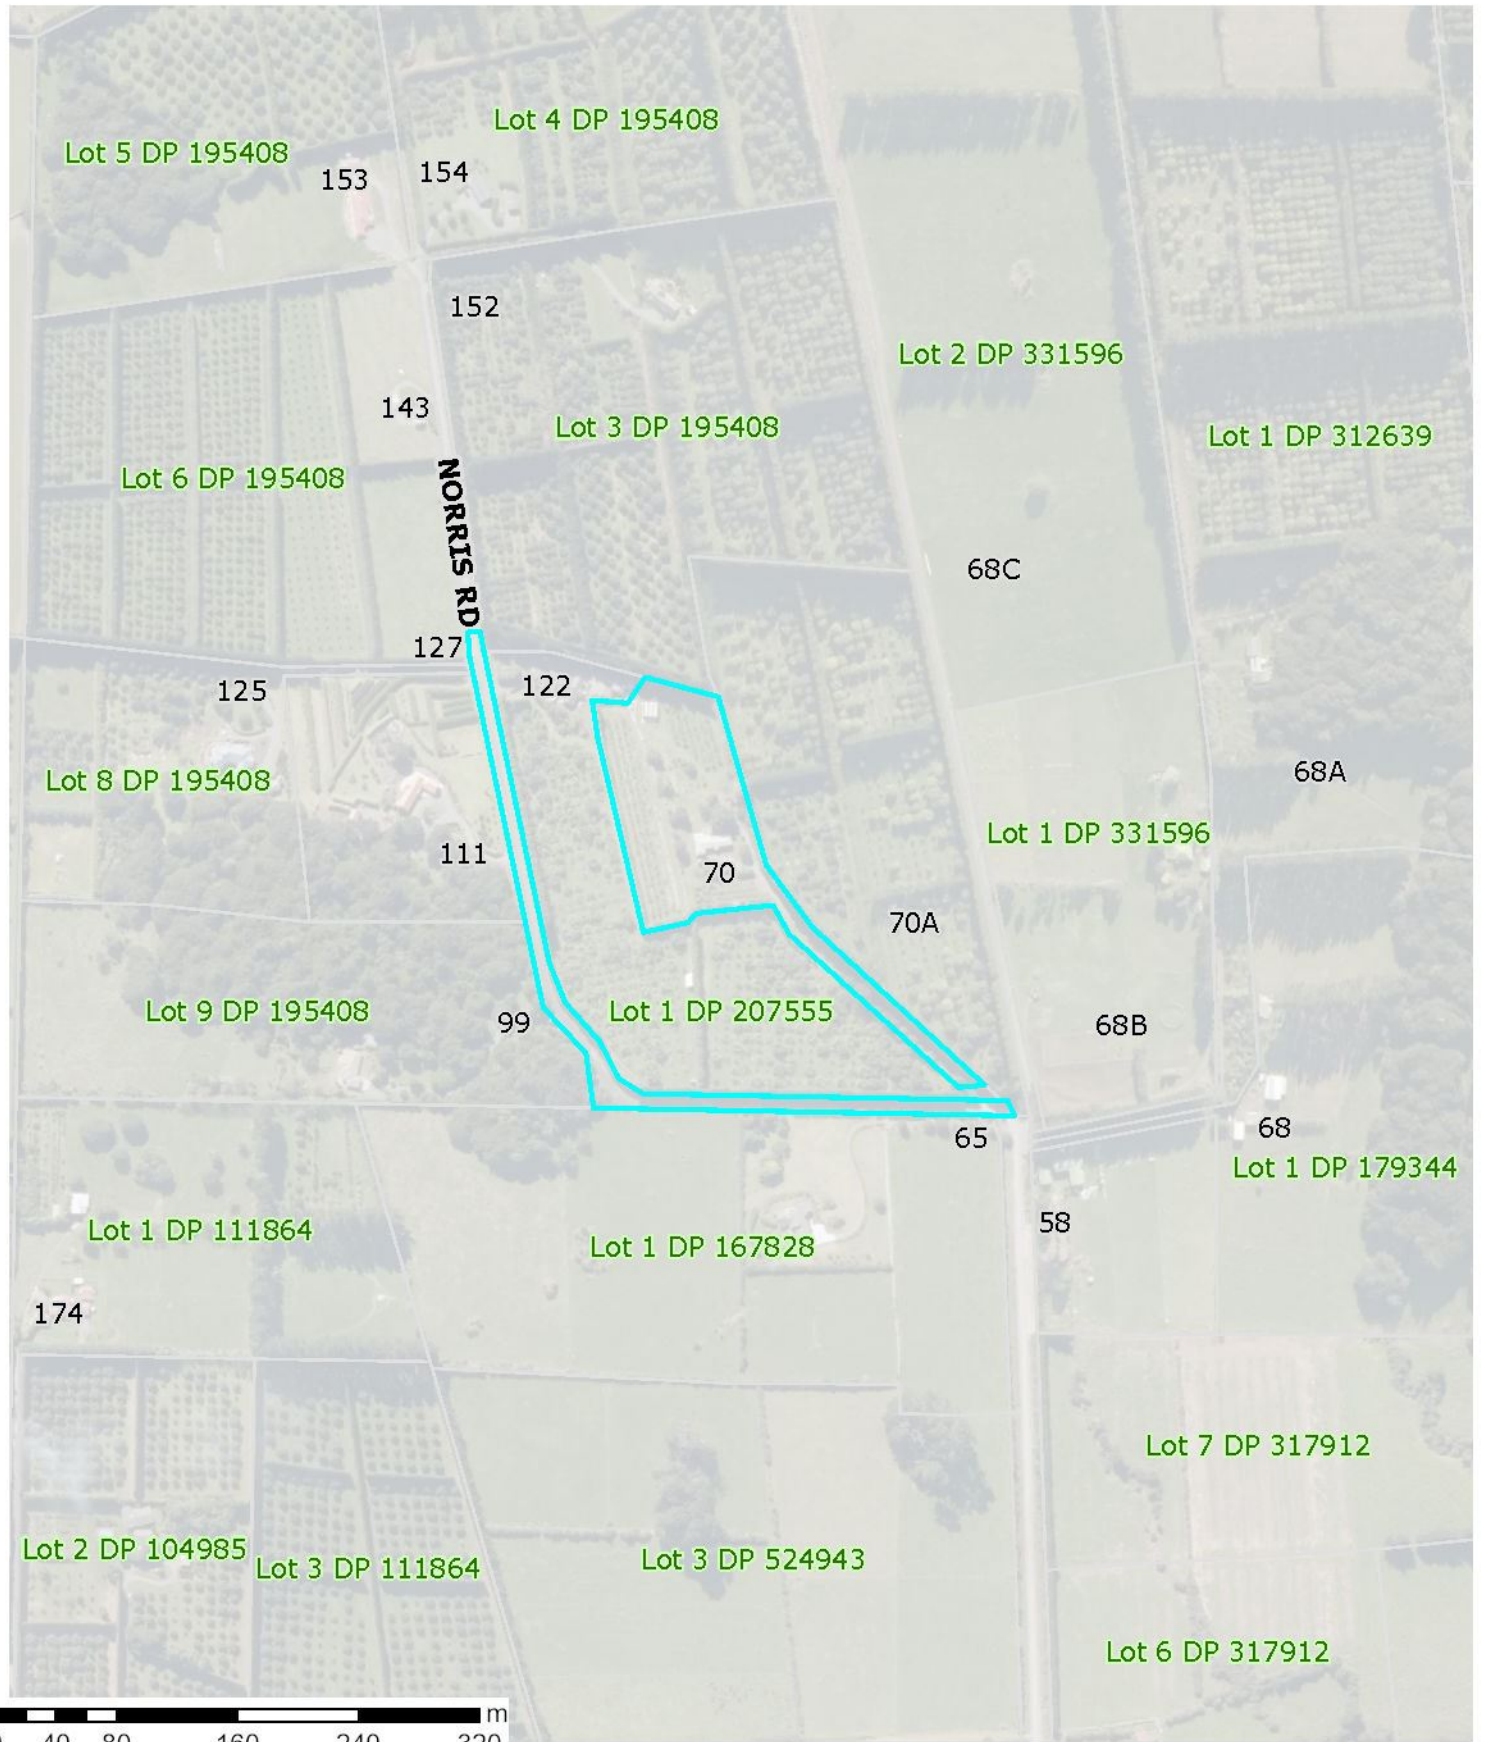 Lot 4 DP 195408
Lot 5 DP 195408
153
154
152
Lot 2 DP 331596
143
Lot 3 DP 195408
Lot 1 DP 312639
Lot 6 DP 195408
NORRIS RD
68C
127
122
125
68A
Lot 8 DP 195408
Lot 1 DP 331596
111
70
70A
Lot 9 DP 195408
99
Lot 1 DP 207555
68B
65
68
Lot 1 DP 179344
58
Lot 1 DP 111864
Lot 1 DP 167828
174
Lot 7 DP 317912
Lot 2 DP 104985
Lot 3 DP 111864
Lot 3 DP 524943
Lot 6 DP 317912
m
40 80 160 240 320